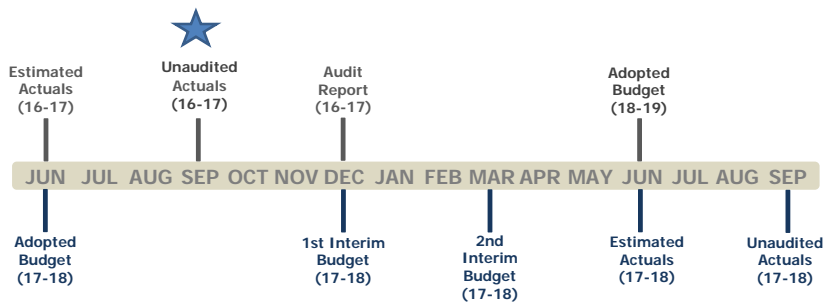 Estimated
Actuals
(16-17)
Unaudited
Actuals
(16-17)
Audit
Report
(16-17)
Adopted
Budget
(18-19)
JUN JUL AUG SEP OCT NOV DEC JAN FEB MAR APR MAY JUN JUL AUG SEP
Adopted
Budget
(17-18)
1st Interim
Budget
(17-18)
2nd
Interim
Budget
(17-18)
Estimated
Actuals
(17-18)
Unaudited
Actuals
(17-18)